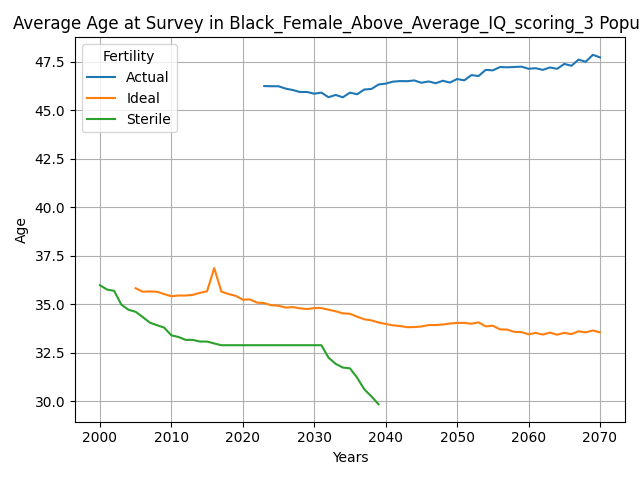 Average Age at Survey in Black_Female_Above_Average_IQ_scoring_3 Popu
Fertility
Actual
Ideal
Sterile
47.5
45.0
42.5
40.0
37.5
35.0
32.5
30.0
Age
2000 2010 2020 2030 2040 2050 2060 2070
Years